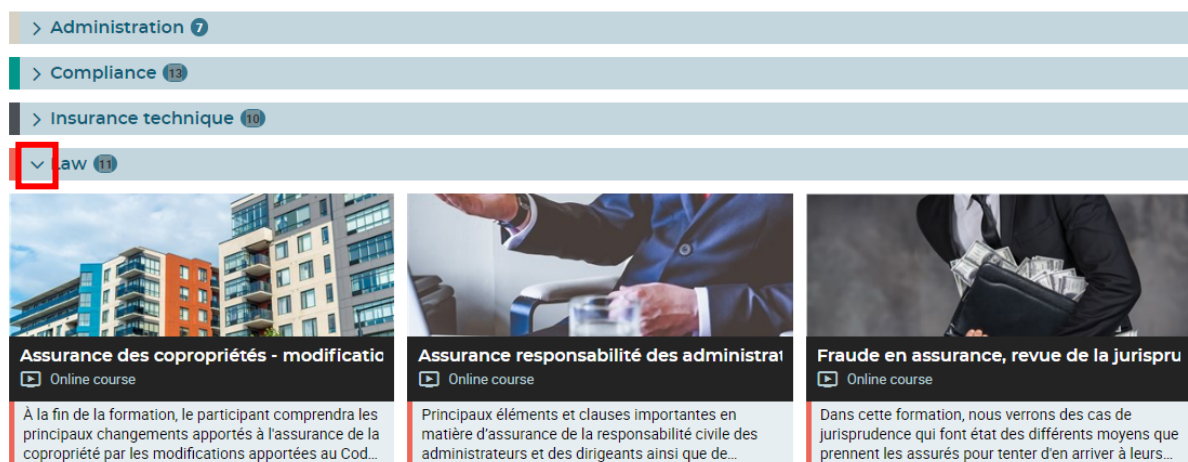 Administration 7
Compliance 13
Insurance technique 10
Law 11
Assurance des copropriétés - modificatio
Online course
À la fin de la formation, le participant comprendra les
principaux changements apportés à l'assurance de la
copropriété par les modifications apportées au Cod...
Assurance responsabilité des administrat
Online course
Principaux éléments et clauses importantes en
matière d'assurance de la responsabilité civile des
administrateurs et des dirigeants ainsi que de...
Fraude en assurance, revue de la jurispru
Online course
Dans cette formation, nous verrons des cas de
jurisprudence qui font état des différents moyens que
prennent les assurés pour tenter d'en arriver à leurs...